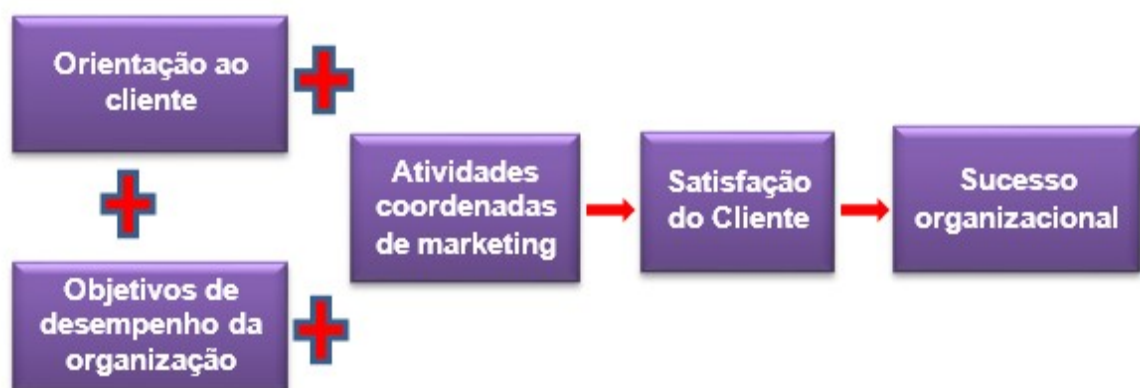 Orientação ao
cliente
Objetivos de
desempenho da
organização
Atividades
coordenadas
de marketing
Satisfação
do Cliente
Sucesso
organizacional